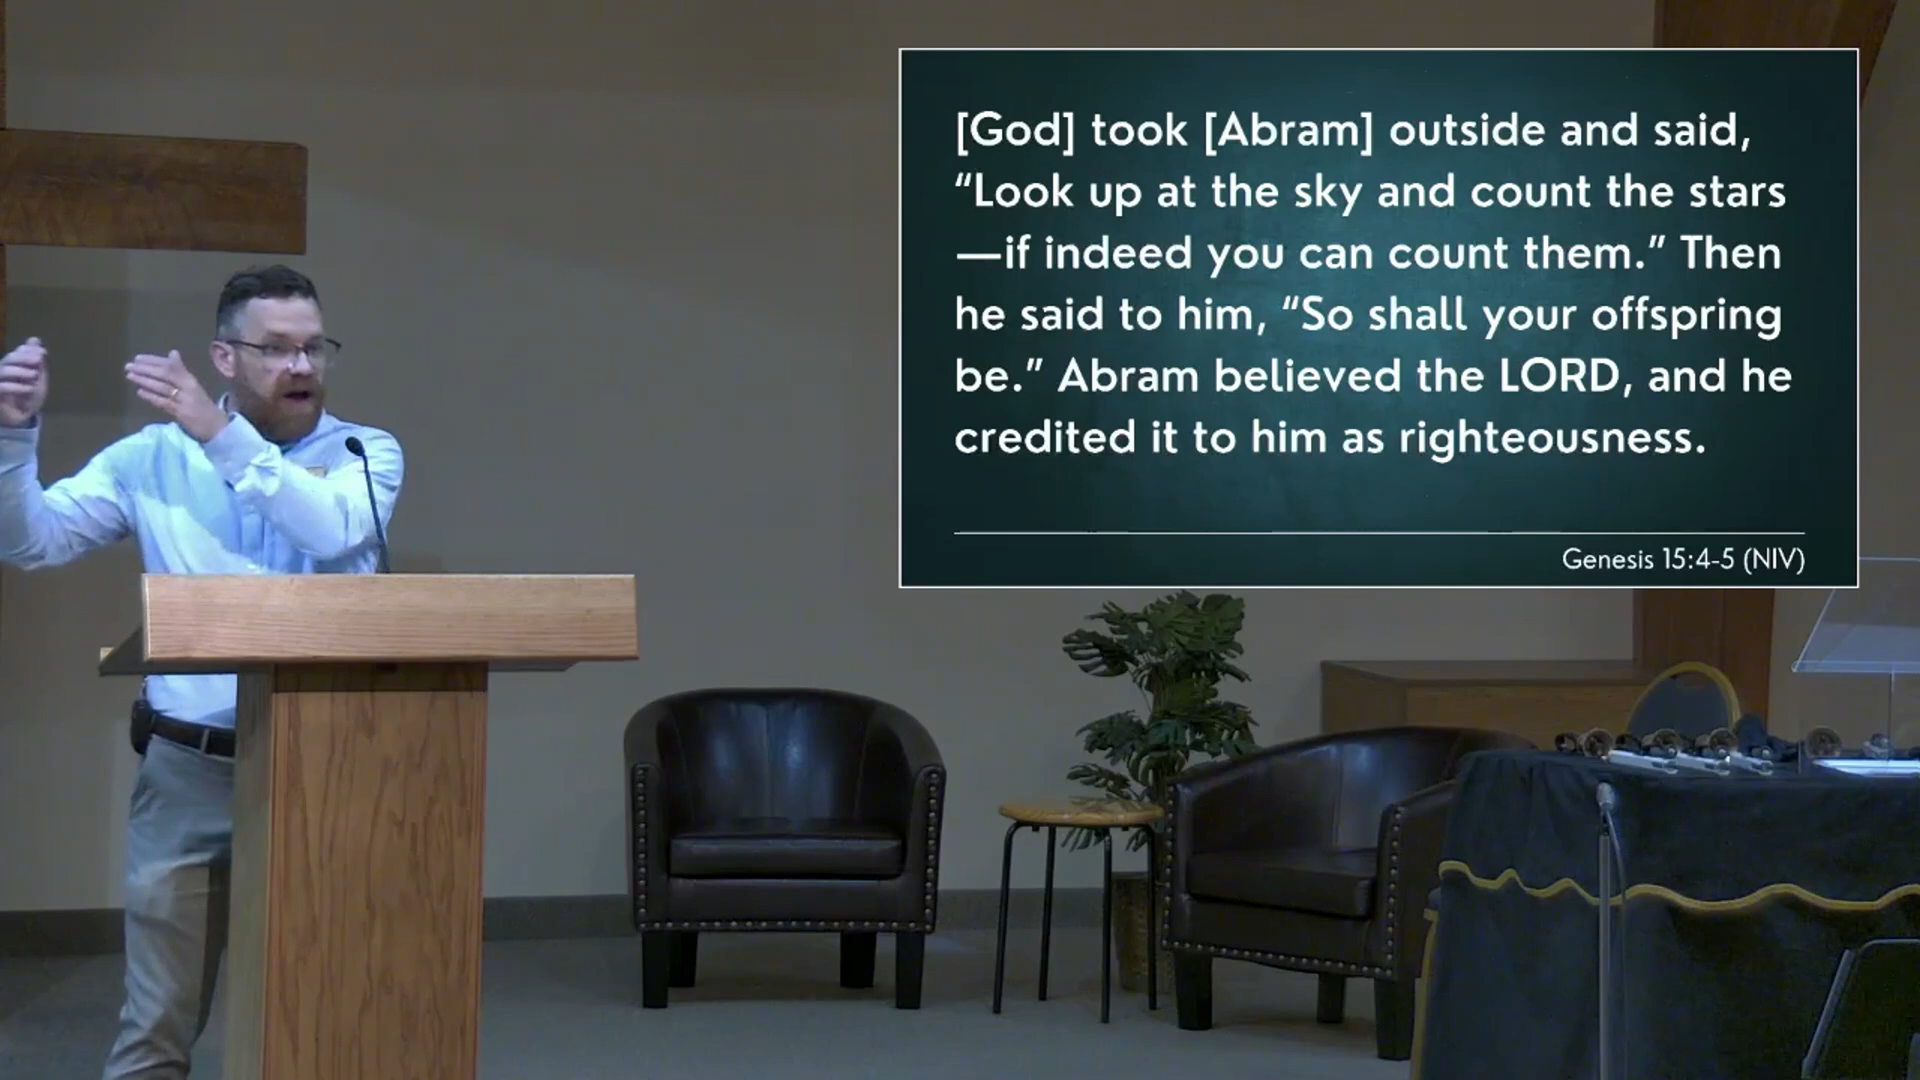 [God] took [Abram] outside and said,
“Look up at the sky and count the stars
—if indeed you can count them.” Then
he said to him, “So shall your offspring
be.” Abram believed the LORD, and he
credited it to him as righteousness.
Genesis 15:4-5 (NIV)